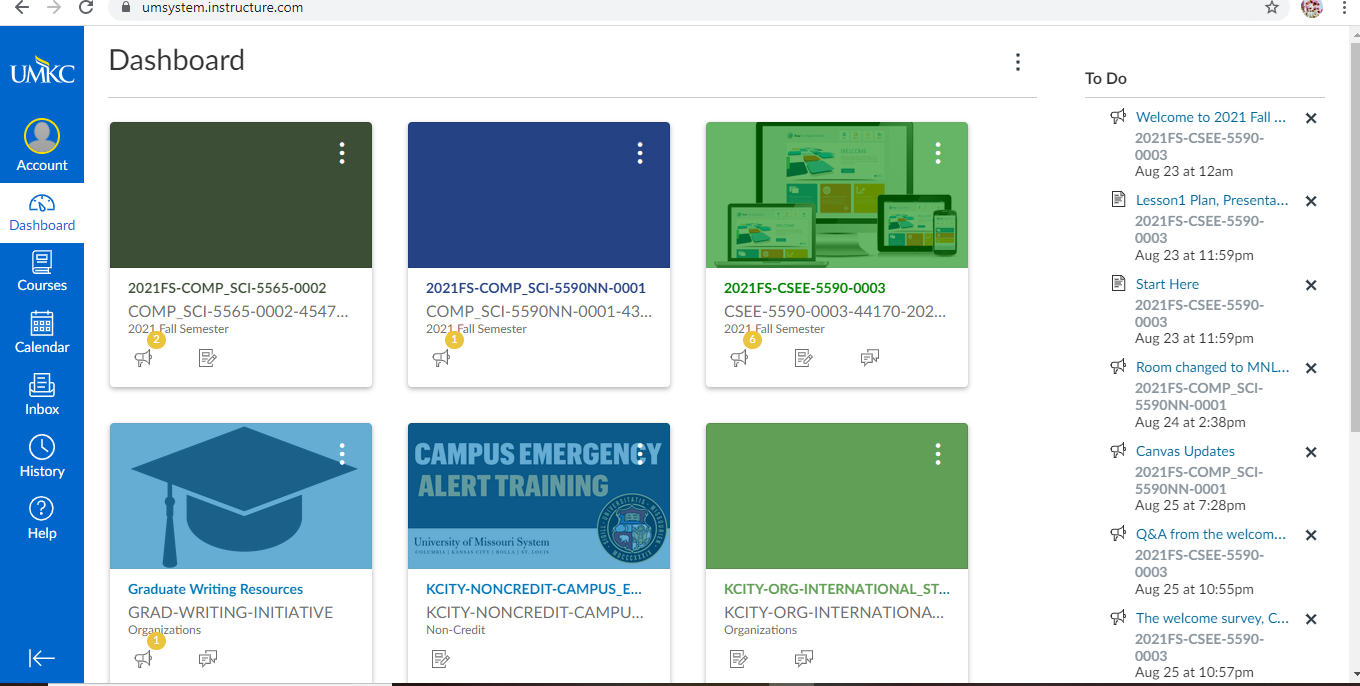 umsystem.instructure.com
UMKC
Account
Dashboard
Courses
Calendar
Inbox
History
Help
Dashboard
2021FS-COMP_SCI-5565-0002
COMP_SCI-5565-0002-4547...
2021 Fall Semester
2
2021FS-COMP_SCI-5590NN-0001
COMP_SCI-5590NN-0001-43...
2021 Fall Semester
1
WELCOME
2021FS-CSEE-5590-0003
CSEE-5590-0003-44170-202...
2021 Fall Semester
6
Graduate Writing Resources
GRAD-WRITING-INITIATIVE
Organizations
1
CAMPUS EMERGENCY
ALERT TRAINING
University of Missouri System
COLUMBIA | KANSAS CITY | ROLLA | ST. LOUIS
KCITY-NONCREDIT-CAMPUS_E...
KCITY-NONCREDIT-CAMPU...
Non-Credit
KCITY-ORG-INTERNATIONAL_ST...
KCITY-ORG-INTERNATIONA...
Organizations
To Do
Welcome to 2021 Fall ...
2021FS-CSEE-5590-
0003
Aug 23 at 12am
Lesson1 Plan, Presenta...
2021FS-CSEE-5590-
0003
Aug 23 at 11:59pm
Start Here
2021FS-CSEE-5590-
0003
Aug 23 at 11:59pm
Room changed to MNL...
2021FS-COMP_SCI-
5590NN-0001
Aug 24 at 2:38pm
Canvas Updates
2021FS-COMP_SCI-
5590NN-0001
Aug 25 at 7:28pm
Q&A from the welcom...
2021FS-CSEE-5590-
0003
Aug 25 at 10:55pm
The welcome survey, C...
2021FS-CSEE-5590-
0003
Aug 25 at 10:57pm